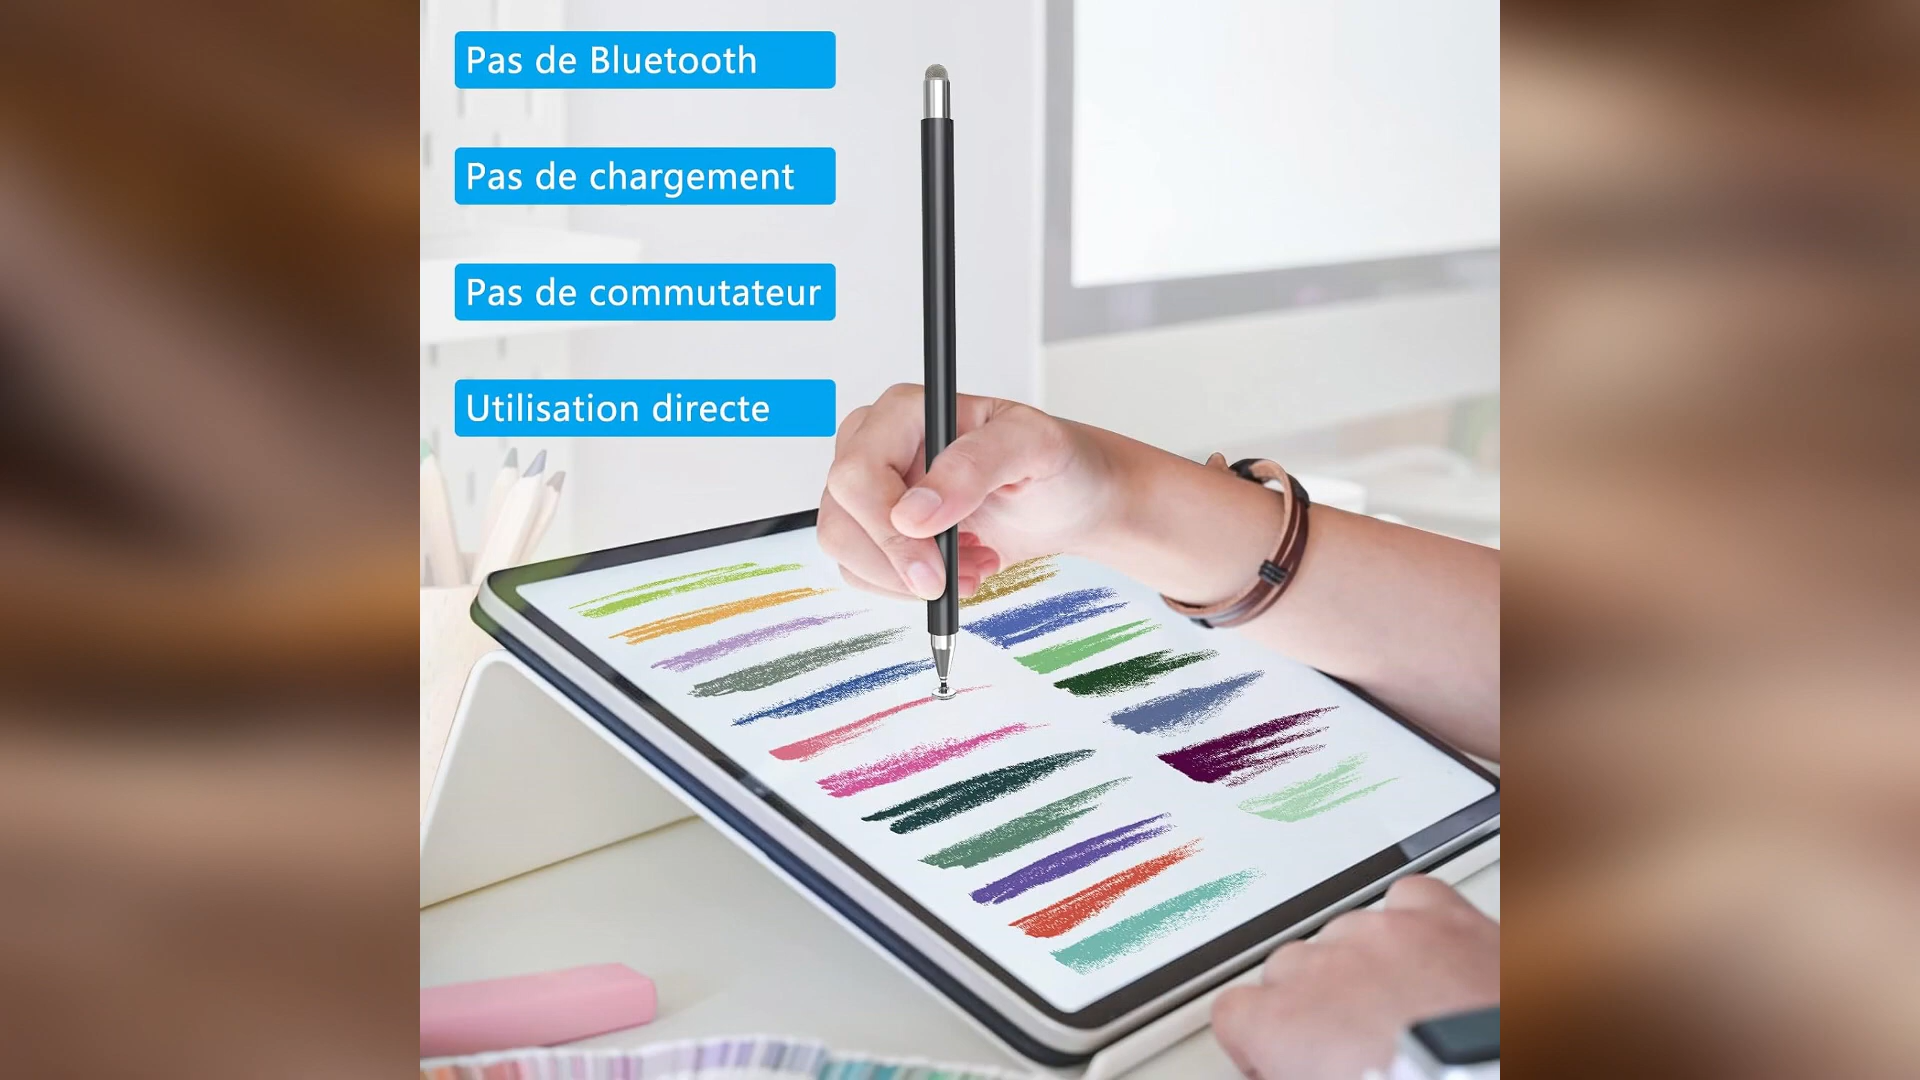 Pas de Bluetooth
Pas de chargement
Pas de commutateur
Utilisation directe